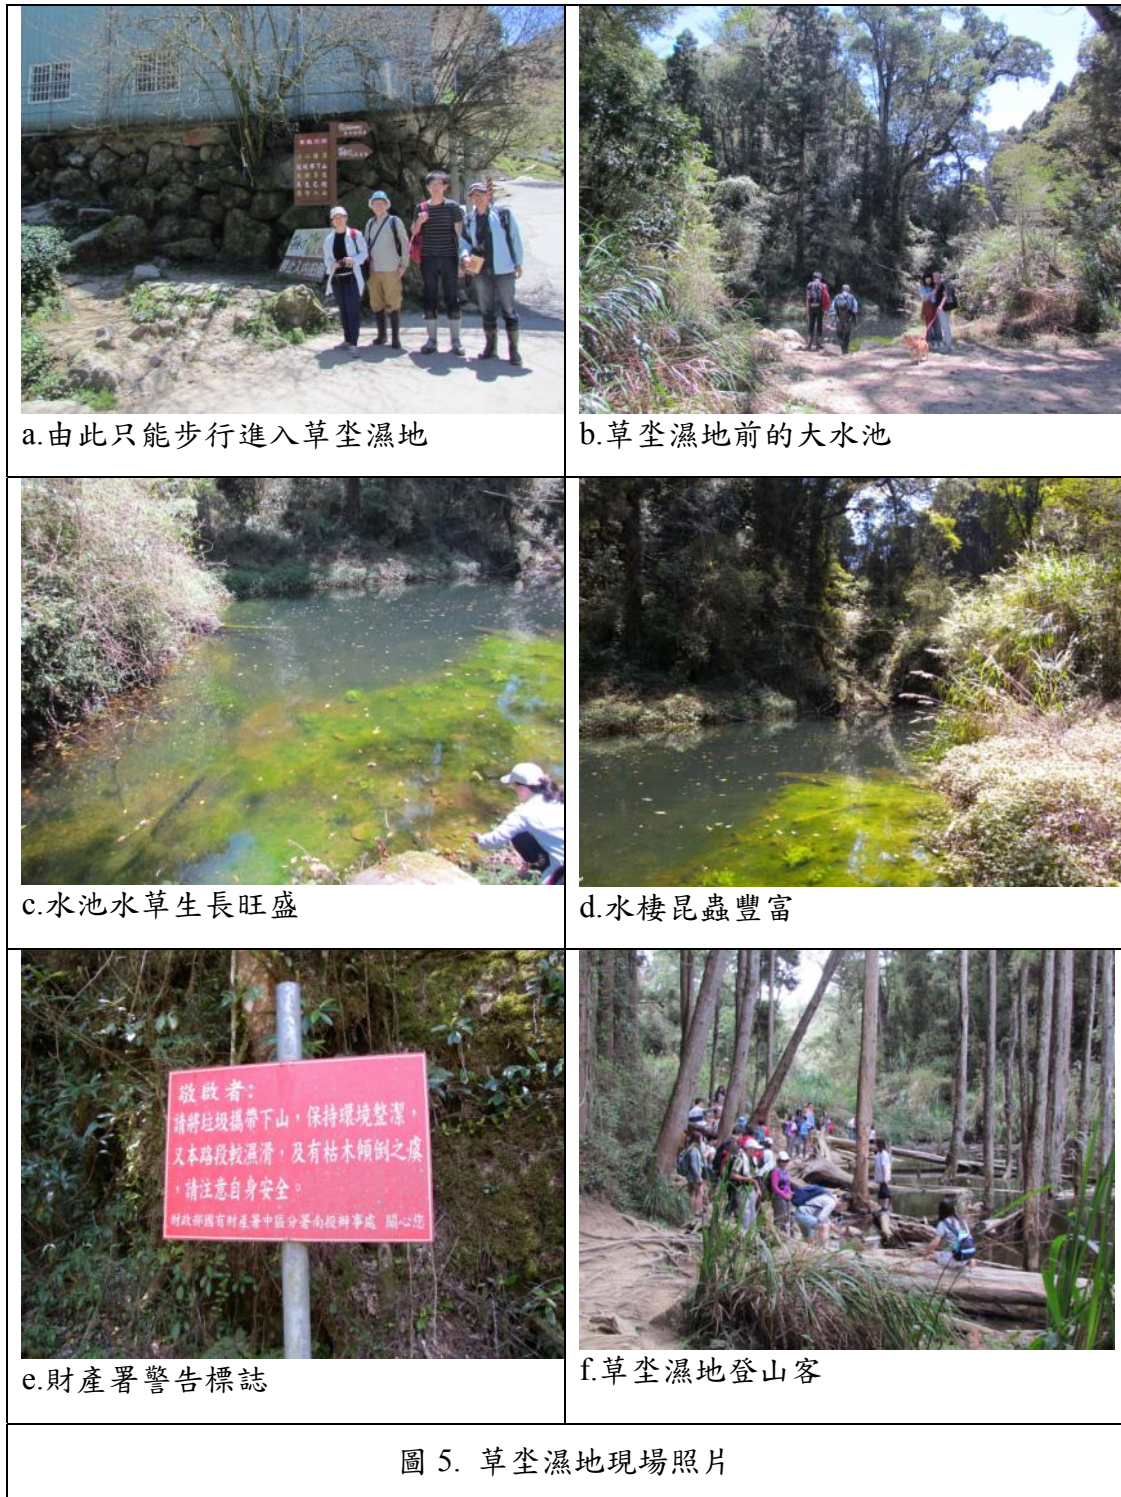 a.由此只能步行進入草坔濕地
b.草坔濕地前的大水池
c.水池水草生長旺盛
d.水棲昆蟲豐富
敬啟者:
請將垃圾攜帶下山，保持環境整潔，
又本路段較濕滑，及有枯木傾倒之虞
，請注意自身安全。
財政部國有財產署中區分署南投辦事處 關心您
e.財產署警告標誌
f.草坔濕地登山客
圖 5. 草坔濕地現場照片